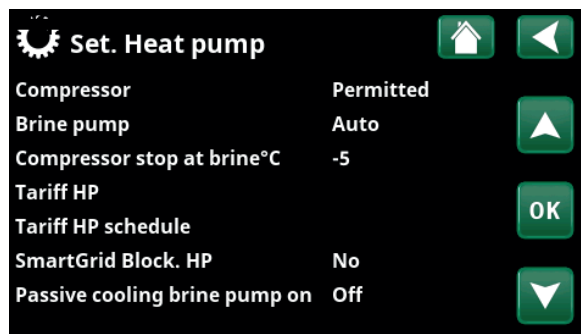 Set. Heat pump
Compressor Permitted
Brine pump Auto
Compressor stop at brine°C -5
Tariff HP
Tariff HP schedule
OK
SmartGrid Block. HP No
Passive cooling brine pump on Off